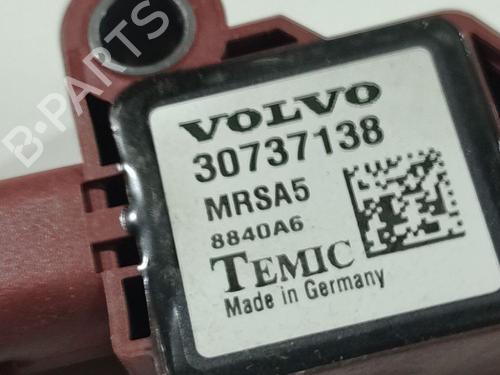 B-PARTS
VOLVO
30737138
MRSA5
8840A6
TEMIC
Made in Germany